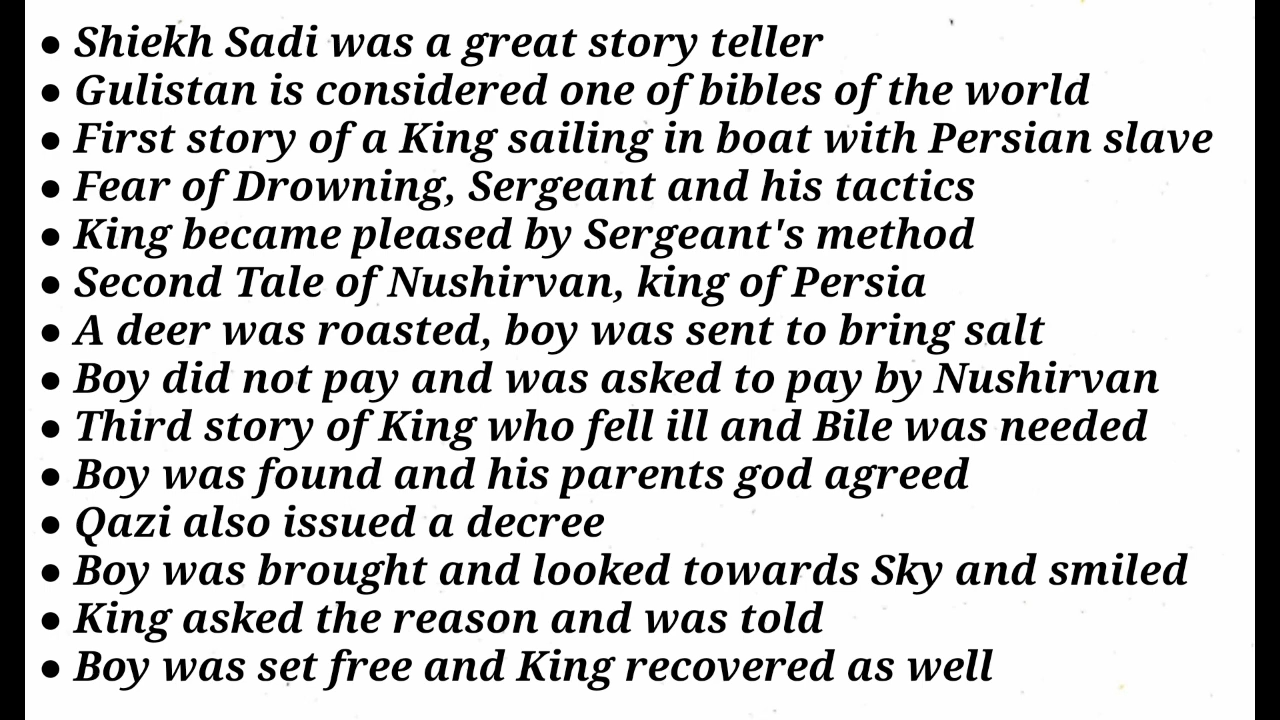 ● Shiekh Sadi was a great story teller
● Gulistan is considered one of bibles of the world
● First story of a King sailing in boat with Persian slave
● Fear of Drowning, Sergeant and his tactics
● King became pleased by Sergeant's method
● Second Tale of Nushirvan, king of Persia
● A deer was roasted, boy was sent to bring salt
● Boy did not pay and was asked to pay by Nushirvan
● Third story of King who fell ill and Bile was needed
● Boy was found and his parents god agreed
● Qazi also issued a decree
● Boy was brought and looked towards Sky and smiled
● King asked the reason and was told
● Boy was set free and King recovered as well